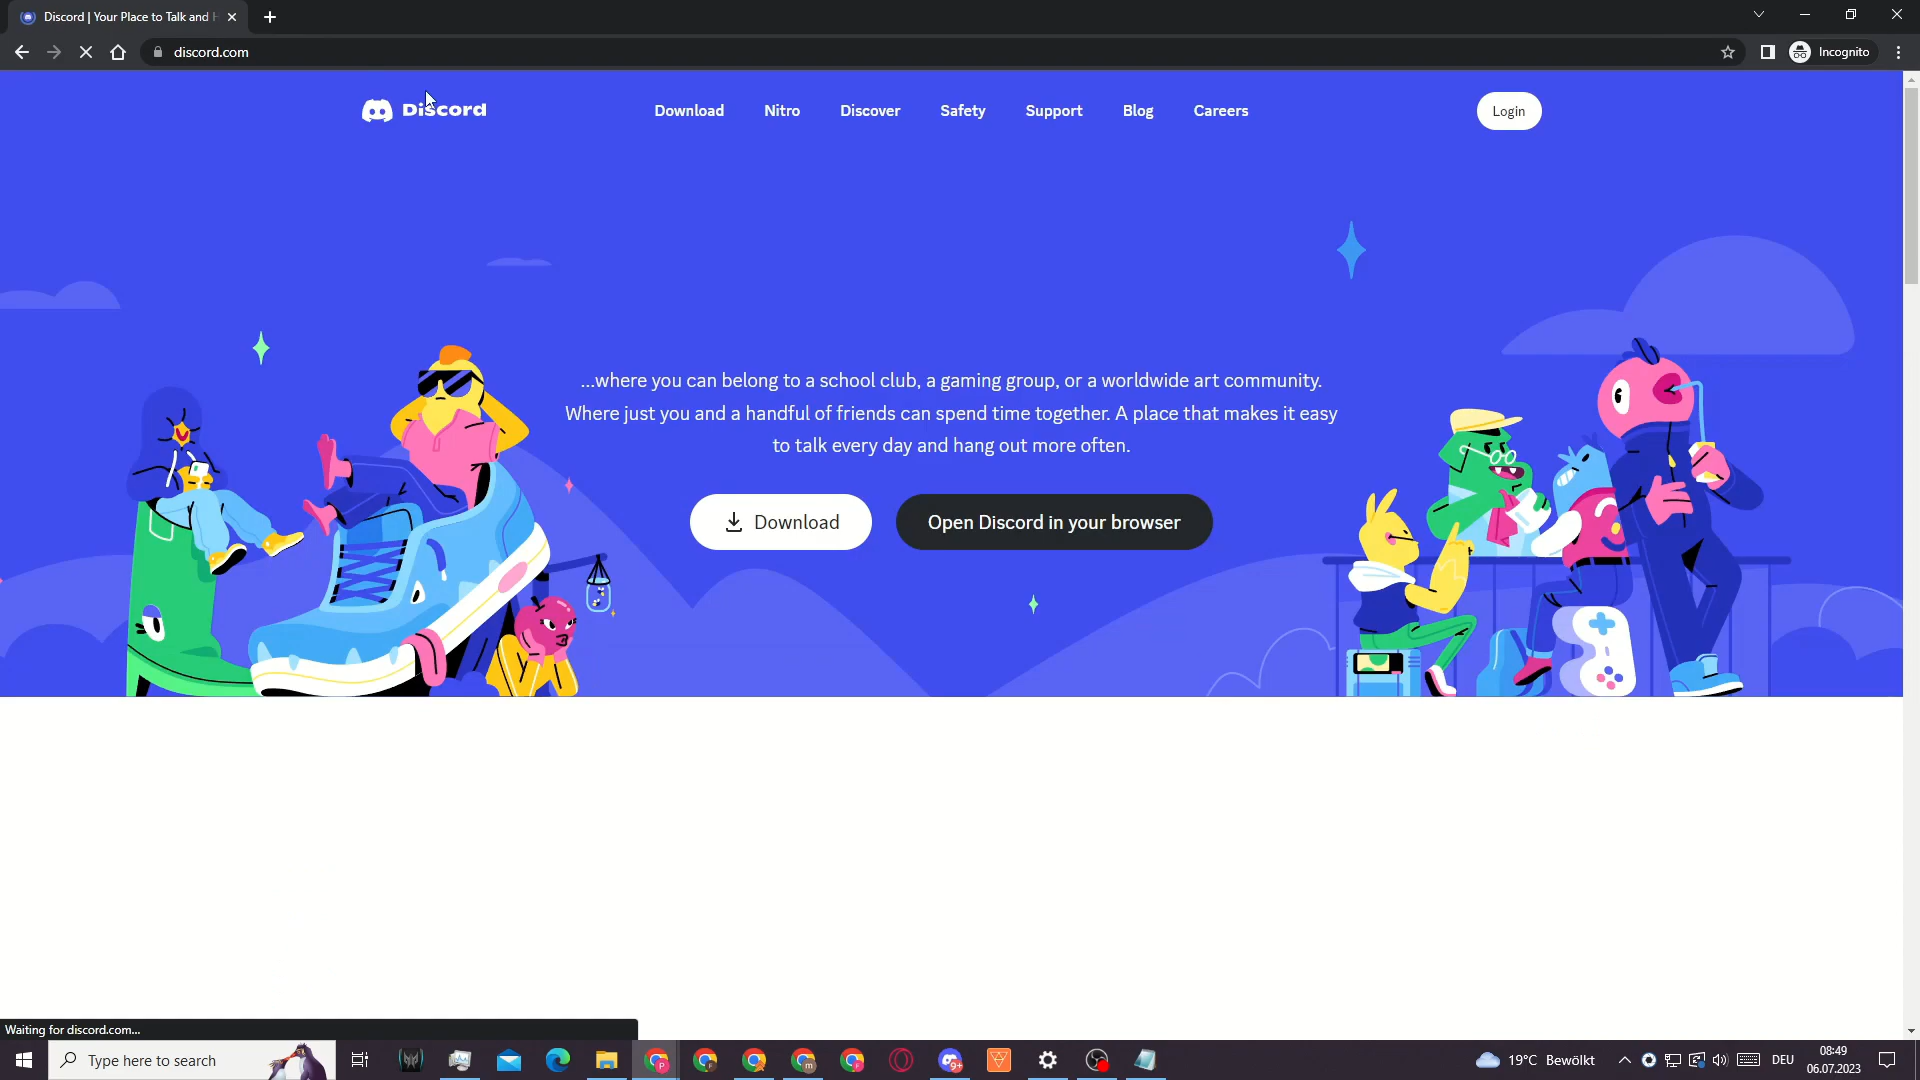 Discord | Your Place to Talk and H
discord.com
Incognito
Discord
Download
Nitro
Discover
Safety
Support
Blog
Careers
Login
...where you can belong to a school club, a gaming group, or a worldwide art community.
Where just you and a handful of friends can spend time together. A place that makes it easy
to talk every day and hang out more often.
Download
Open Discord in your browser
Waiting for discord.com...
Type here to search
P
F
m
F
9+
19°C Bewölkt
DEU
08:49
06.07.2023